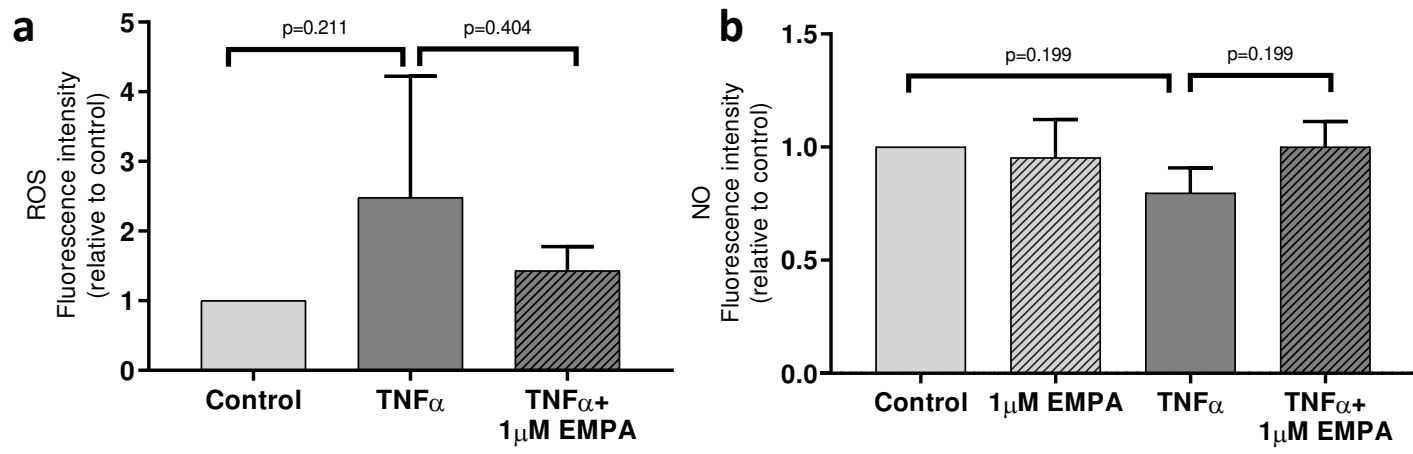 a
ROS
Fluorescence intensity
(relative to control)
5
4
3
2
1
0
p=0.211
p=0.404
Control
TNFα
TNFα+
1μM EMPA
b
NO
Fluorescence intensity
(relative to control)
1.5
1.0
0.5
0.0
p=0.199
p=0.199
Control
1μM EMPA
TNFα
TNFα+
1μM EMPA